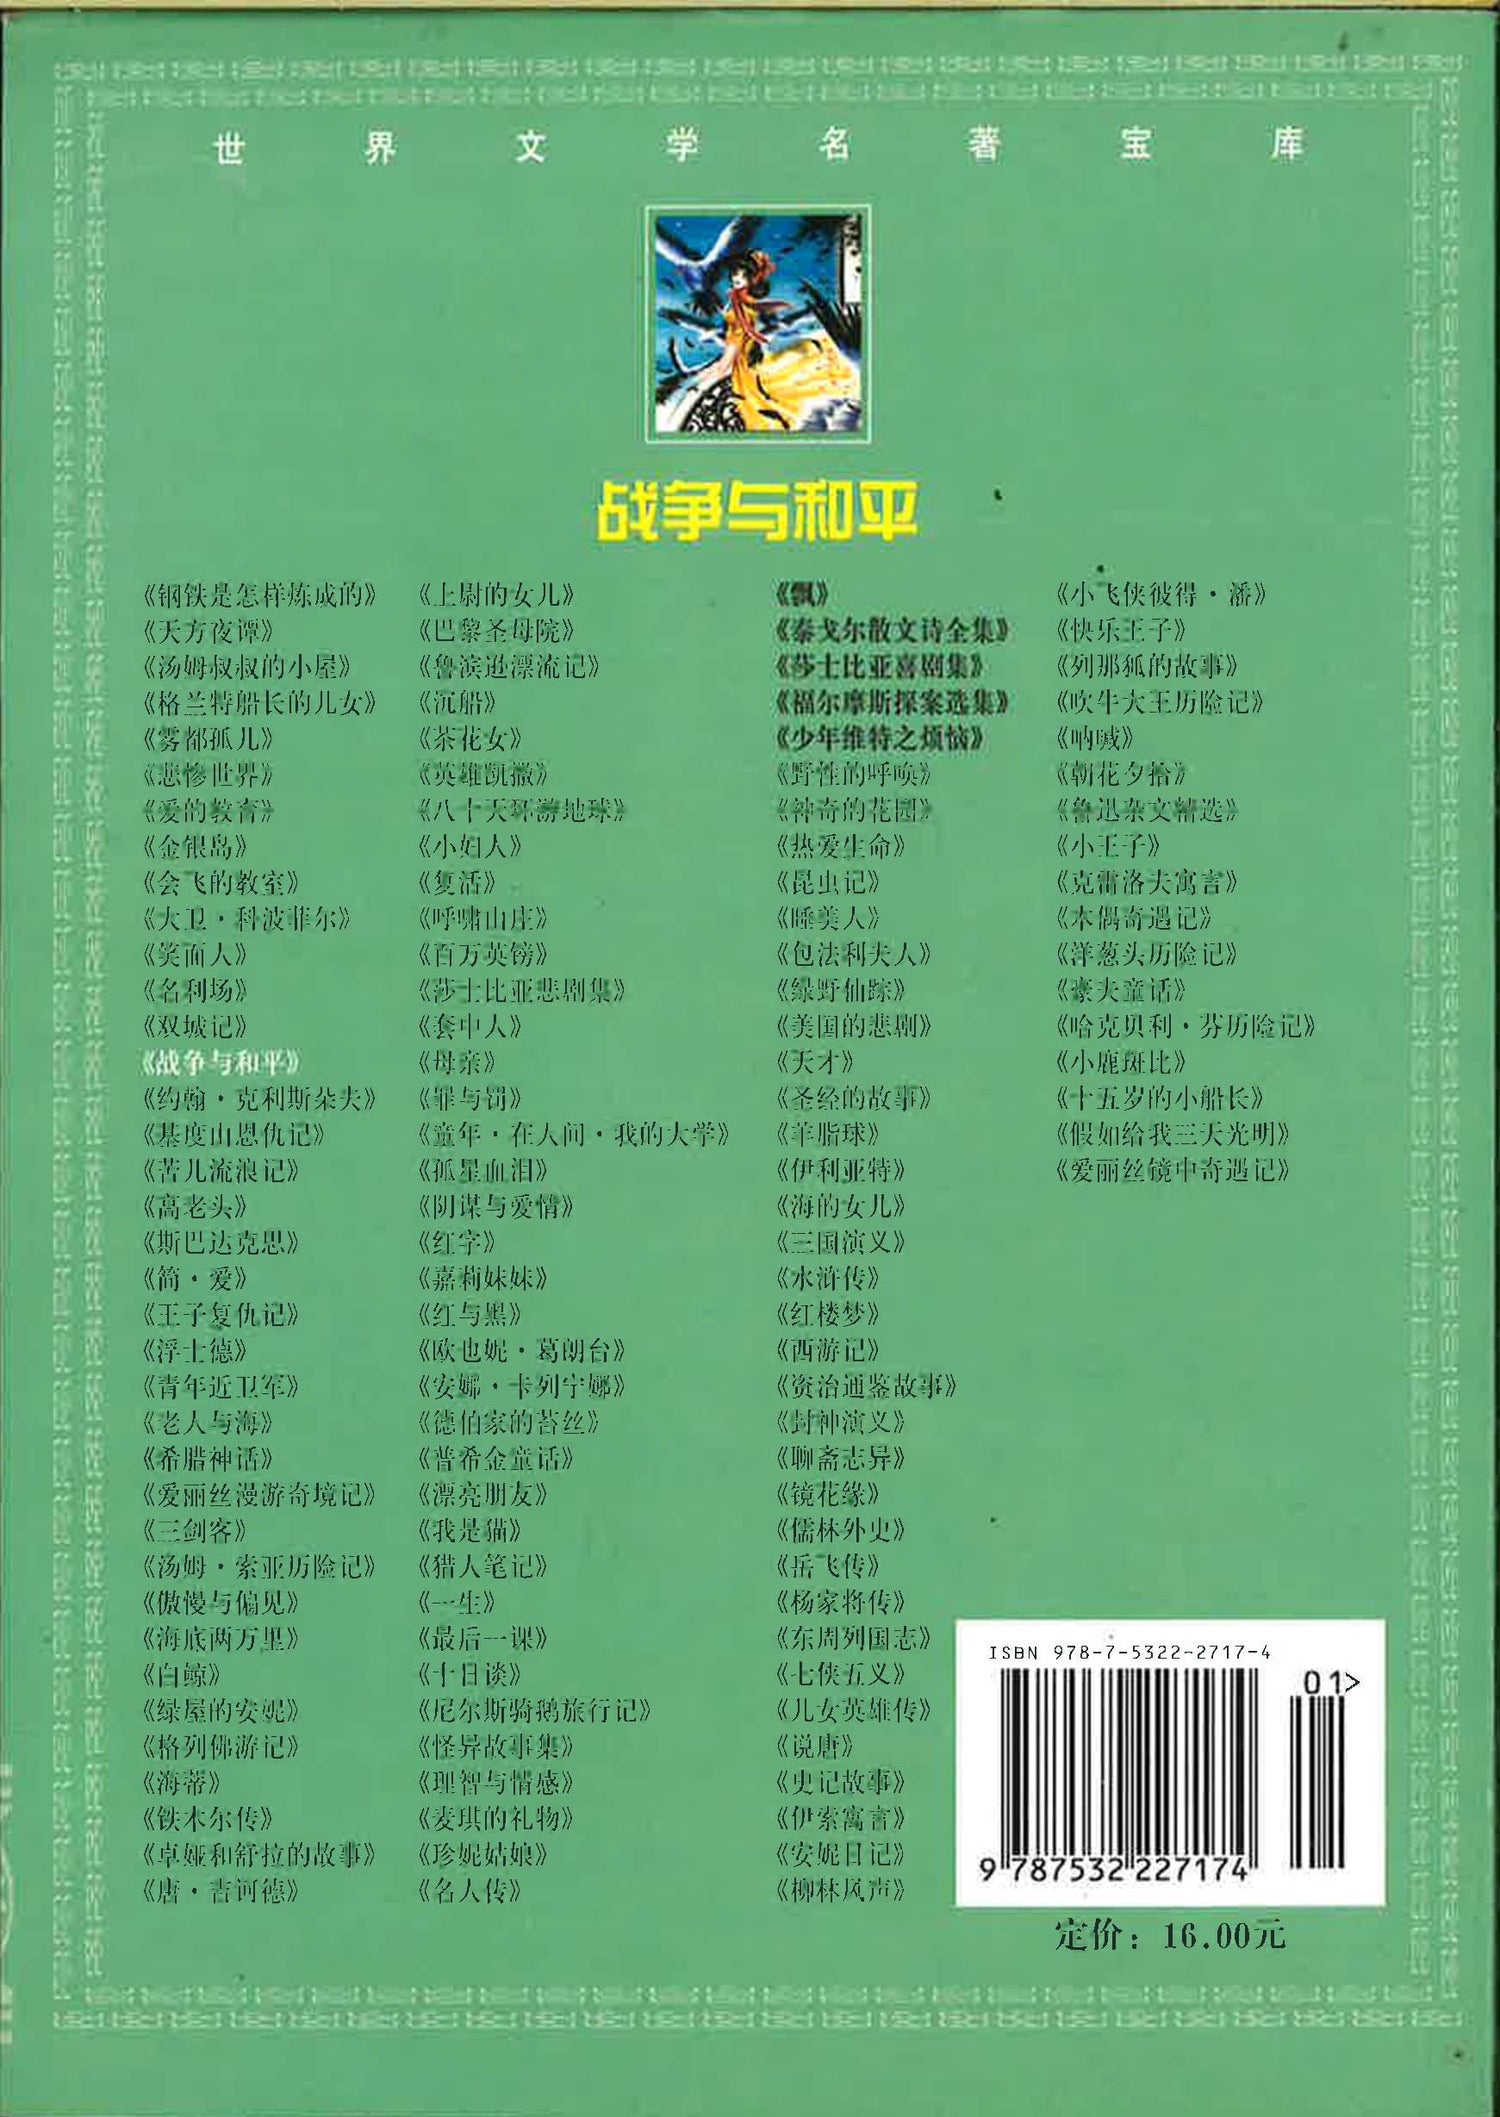 世界文学名著宝库
战争与和平
《钢铁是怎样炼成的》
《天方夜谭》
《汤姆叔叔的小屋》
《格兰特船长的儿女》
《雾都孤儿》
《悲惨世界》
《爱的教育》
《金银岛》
《会飞的教室》
《大卫·科波菲尔》
《笑面人》
《名利场》
《双城记》
《战争与和平》
《约翰·克利斯朵夫》
《基度山恩仇记》
《苦儿流浪记》
《高老头》
《斯巴达克思》
《简·爱》
《王子复仇记》
《浮士德》
《青年近卫军》
《老人与海》
《希腊神话》
《爱丽丝漫游奇境记》
《三剑客》
《汤姆·索亚历险记》
《傲慢与偏见》
《海底两万里》
《白鲸》
《绿屋的安妮》
《格列佛游记》
《海蒂》
《铁木尔传》
《卓娅和舒拉的故事》
《唐·吉诃德》
《上尉的女儿》
《巴黎圣母院》
《鲁滨逊漂流记》
《沉船》
《茶花女》
《英雄凯撒》
《八十天环游地球》
《小妇人》
《复活》
《呼啸山庄》
《百万英镑》
《莎士比亚悲剧集》
《套中人》
《母亲》
《罪与罚》
《童年·在人间·我的大学》
《孤星血泪》
《阴谋与爱情》
《红字》
《嘉莉妹妹》
《红与黑》
《欧也妮·葛朗台》
《安娜·卡列宁娜》
《德伯家的苔丝》
《普希金童话》
《漂亮朋友》
《我是猫》
《猎人笔记》
《一生》
《最后一课》
《十日谈》
《尼尔斯骑鹅旅行记》
《怪异故事集》
《理智与情感》
《麦琪的礼物》
《珍妮姑娘》
《名人传》
《飘》
《泰戈尔散文诗全集》
《莎士比亚喜剧集》
《福尔摩斯探案选集》
《少年维特之烦恼》
《野性的呼唤》
《神奇的花园》
《热爱生命》
《昆虫记》
《睡美人》
《包法利夫人》
《绿野仙踪》
《美国的悲剧》
《天才》
《圣经的故事》
《羊脂球》
《伊利亚特》
《海的女儿》
《三国演义》
《水浒传》
《红楼梦》
《西游记》
《资治通鉴故事》
《封神演义》
《聊斋志异》
《镜花缘》
《儒林外史》
《岳飞传》
《杨家将传》
《东周列国志》
《七侠五义》
《儿女英雄传》
《说唐》
《史记故事》
《伊索寓言》
《安妮日记》
《柳林风声》
《小飞侠彼得·潘》
《快乐王子》
《列那狐的故事》
《吹牛大王历险记》
《呐喊》
《朝花夕拾》
《鲁迅杂文精选》
《小王子》
《克雷洛夫寓言》
《木偶奇遇记》
《洋葱头历险记》
《豪夫童话》
《哈克贝利·芬历险记》
《小鹿斑比》
《十五岁的小船长》
《假如给我三天光明》
《爱丽丝镜中奇遇记》
ISBN 978-7-5322-2717-4
01>
9 787532 227174
定价：16.00元